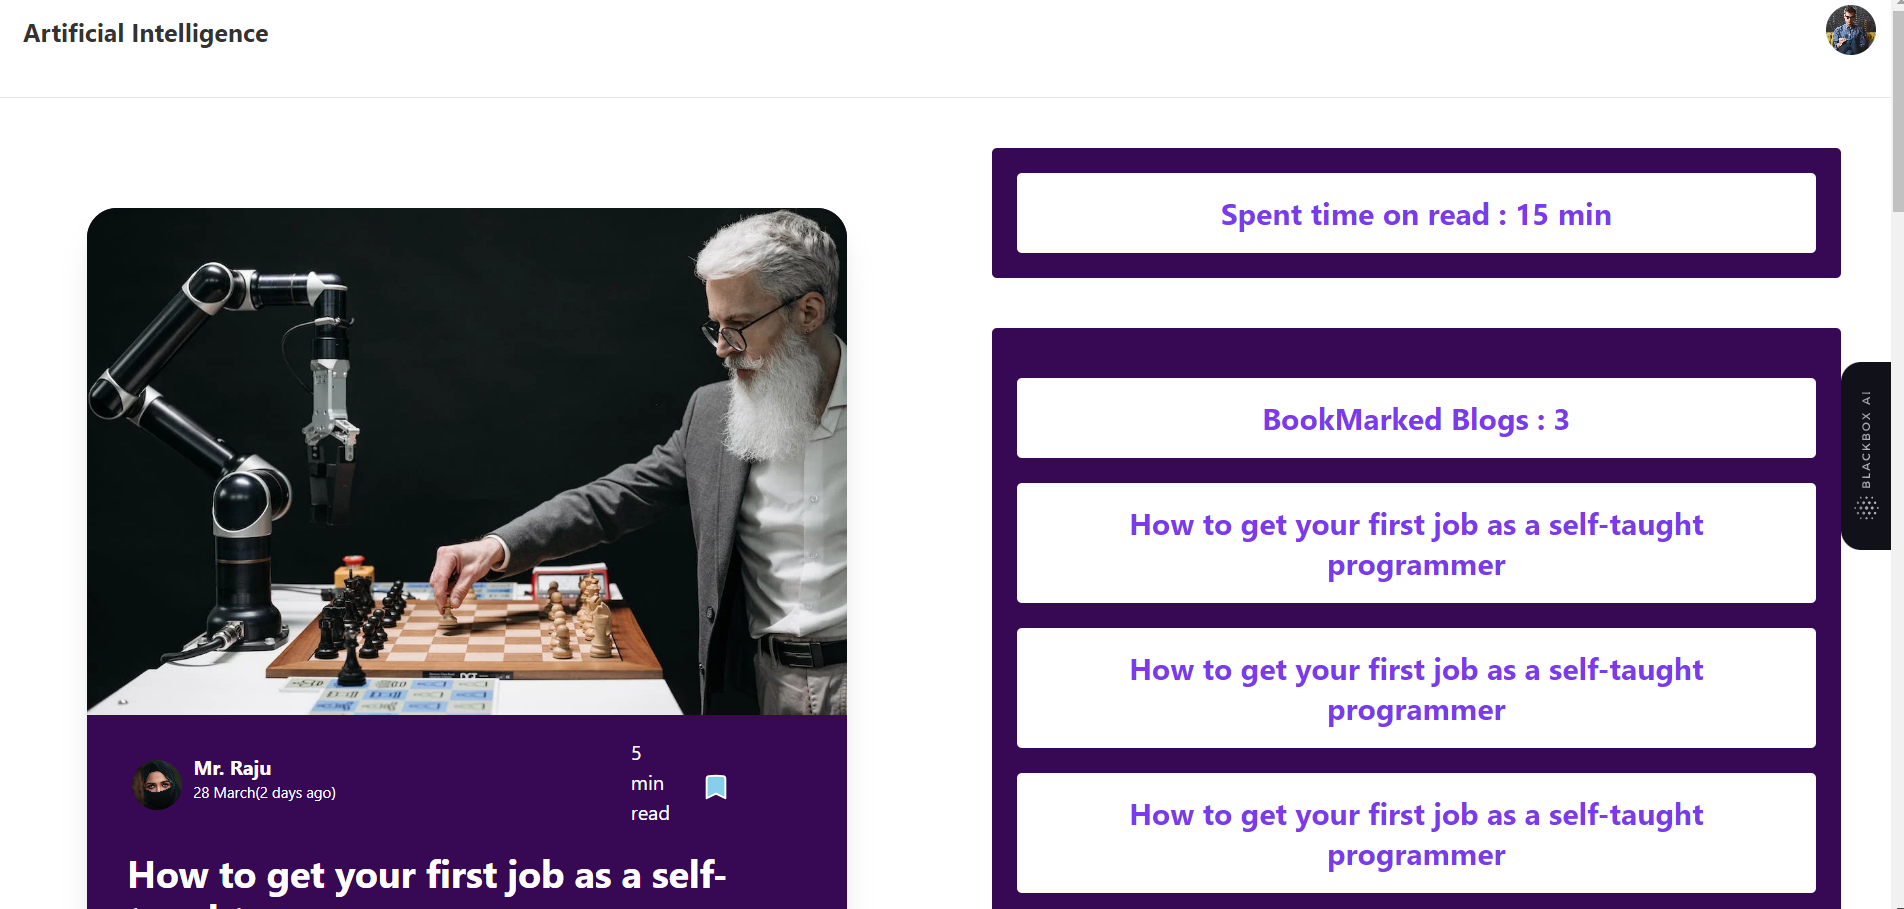 Artificial Intelligence
Spent time on read : 15 min
BookMarked Blogs : 3
How to get your first job as a self-taught
programmer
How to get your first job as a self-taught
programmer
How to get your first job as a self-taught
programmer
BLACKBOX AI
DGT
Mr. Raju
28 March(2 days ago)
5
min
read
How to get your first job as a self-